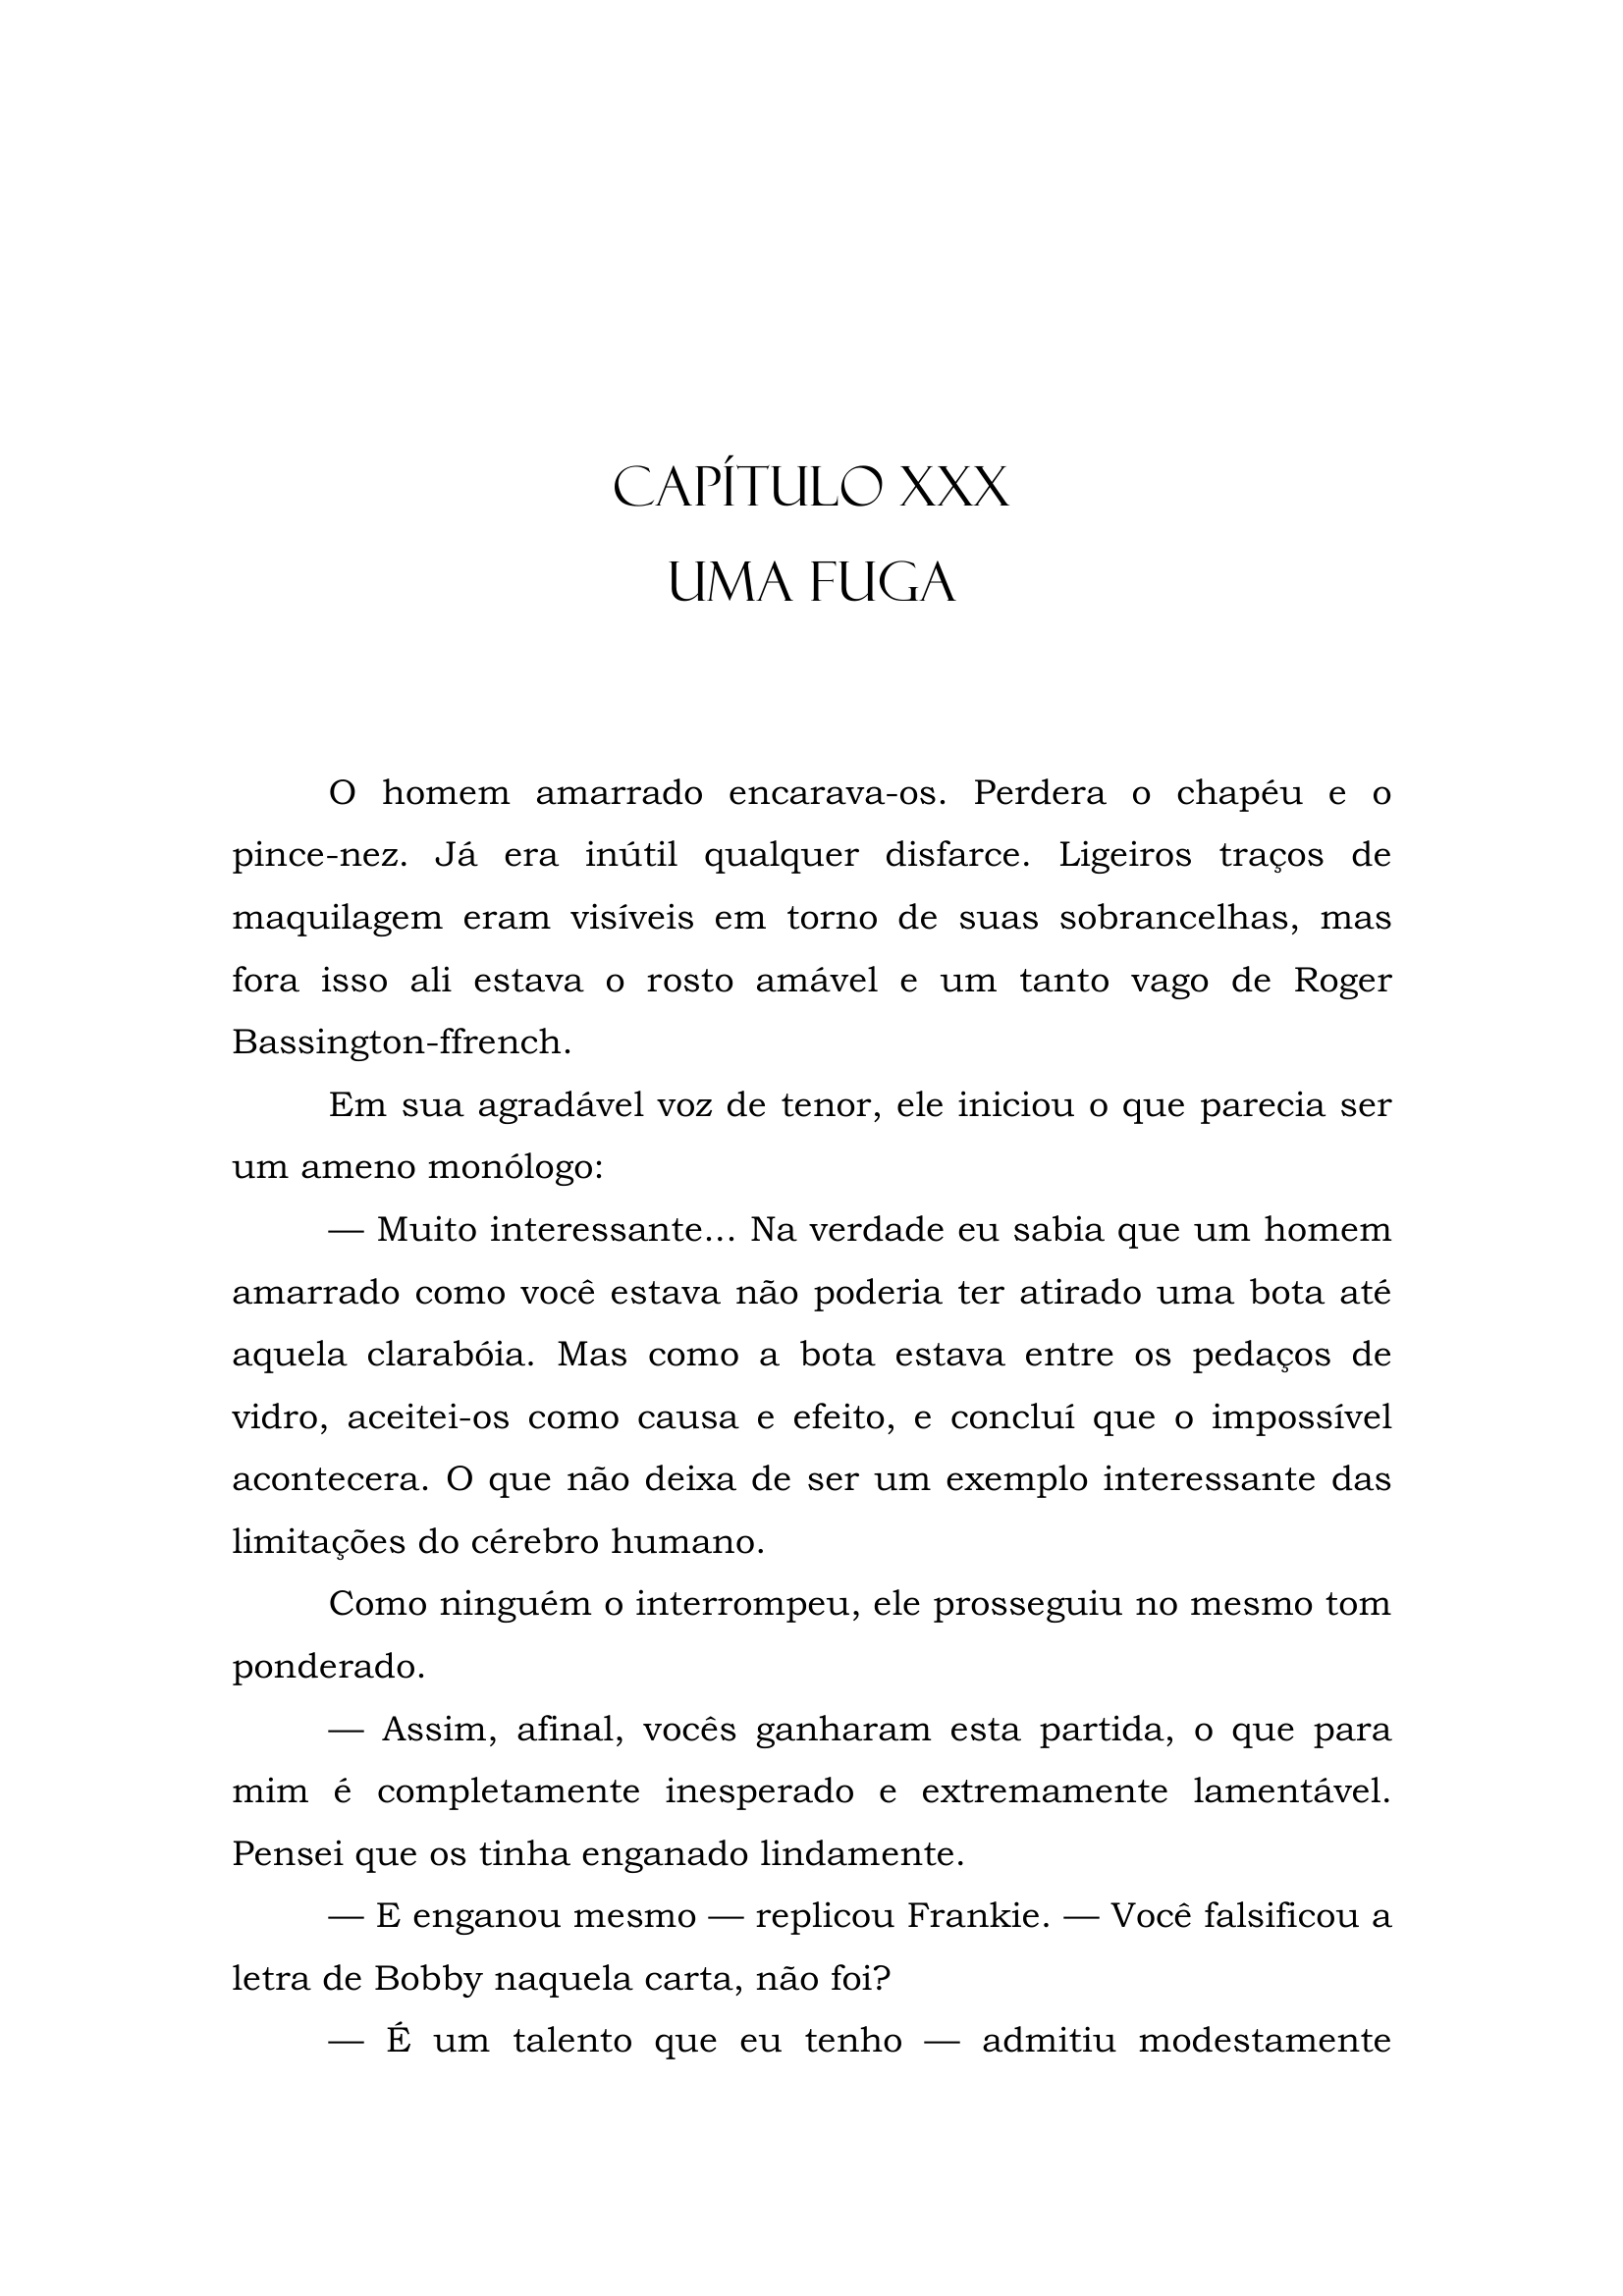 CAPÍTULO XXX
UMA FUGA
O homem amarrado encarava-os. Perdera o chapéu e o
pince-nez. Já era inútil qualquer disfarce. Ligeiros traços de
maquilagem eram visíveis em torno de suas sobrancelhas, mas
fora isso ali estava o rosto amável e um tanto vago de Roger
Bassington-ffrench.
Em sua agradável voz de tenor, ele iniciou o que parecia ser
um ameno monólogo:
— Muito interessante... Na verdade eu sabia que um homem
amarrado como você estava não poderia ter atirado uma bota até
aquela clarabóia. Mas como a bota estava entre os pedaços de
vidro, aceitei-os como causa e efeito, e concluí que o impossível
acontecera. O que não deixa de ser um exemplo interessante das
limitações do cérebro humano.
Como ninguém o interrompeu, ele prosseguiu no mesmo tom
ponderado.
— Assim, afinal, vocês ganharam esta partida, o que para
mim é completamente inesperado e extremamente lamentável.
Pensei que os tinha enganado lindamente.
— E enganou mesmo — replicou Frankie. — Você falsificou a
letra de Bobby naquela carta, não foi?
— É um talento que eu tenho — admitiu modestamente